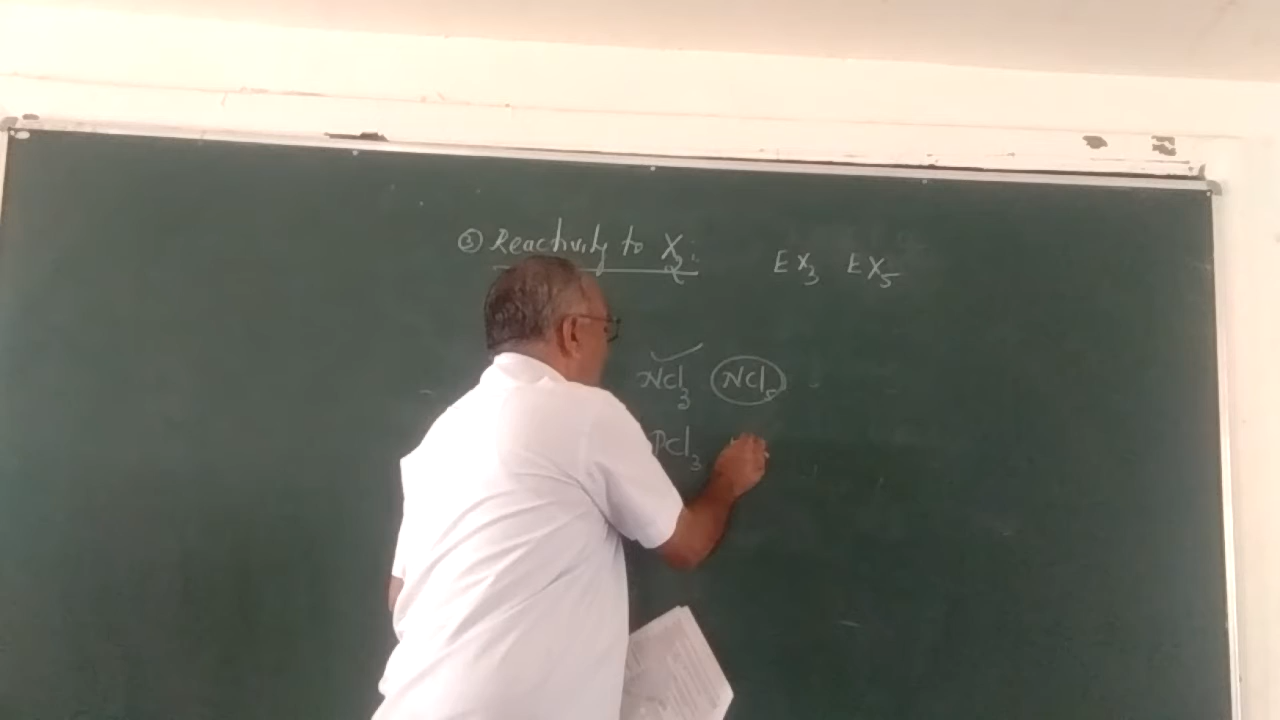 ③ Reactivity to X₂: EX₃ EX₅
NCl₃ NCl₅
PCl₃